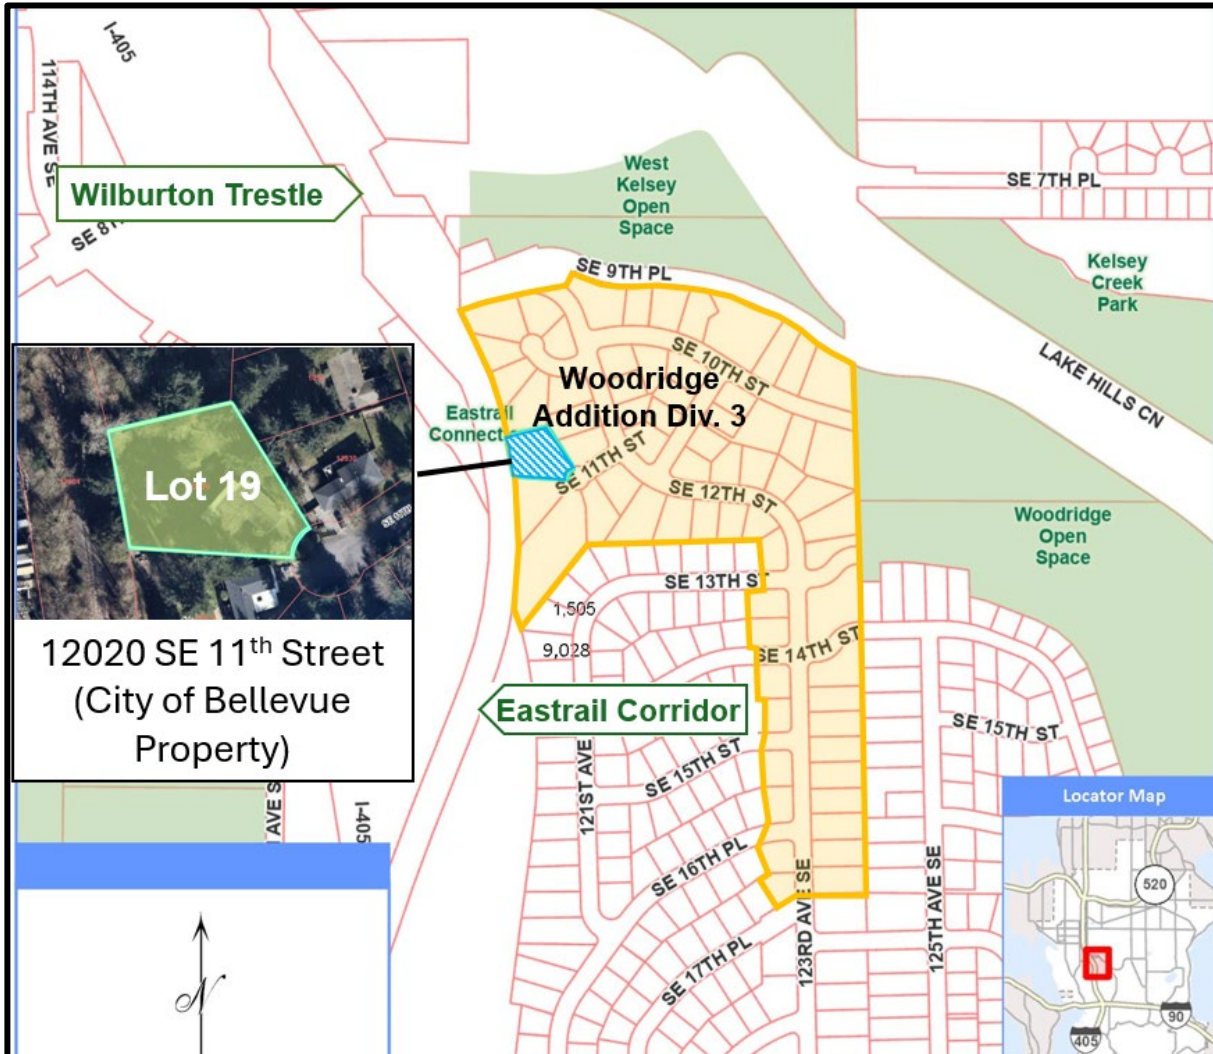 I-405
114TH AVE SE
Wilburton Trestle
SE 8TH
West
Kelsey
Open
Space
SE 7TH PL
Kelsey
Creek
Park
SE 9TH PL
LAKE HILLS CN
SE 10TH ST
Woodridge
Addition Div. 3
Eastrail
Connect
SE 11TH ST
SE 12TH ST
Lot 19
12020 SE 11th Street
(City of Bellevue
Property)
Woodridge
Open
Space
SE 13TH ST
1,505
9,028
SE 14TH ST
Eastrail Corridor
SE 15TH ST
SE 15TH ST
121ST AVE
AVE S
I-405
SE 16TH PL
SE 17TH PL
123RD AVE SE
125TH AVE SE
Locator Map
520
90
405
N